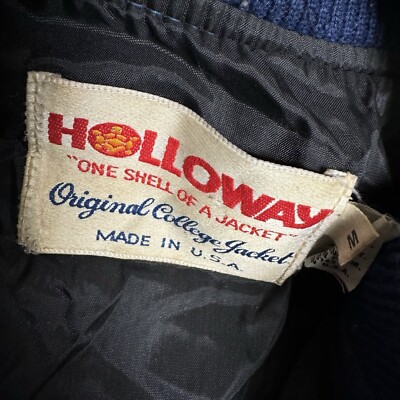 HOLLOWAY
"ONE SHELL OF A JACKET"
Original College Jacket
MADE IN U.S.A.
M